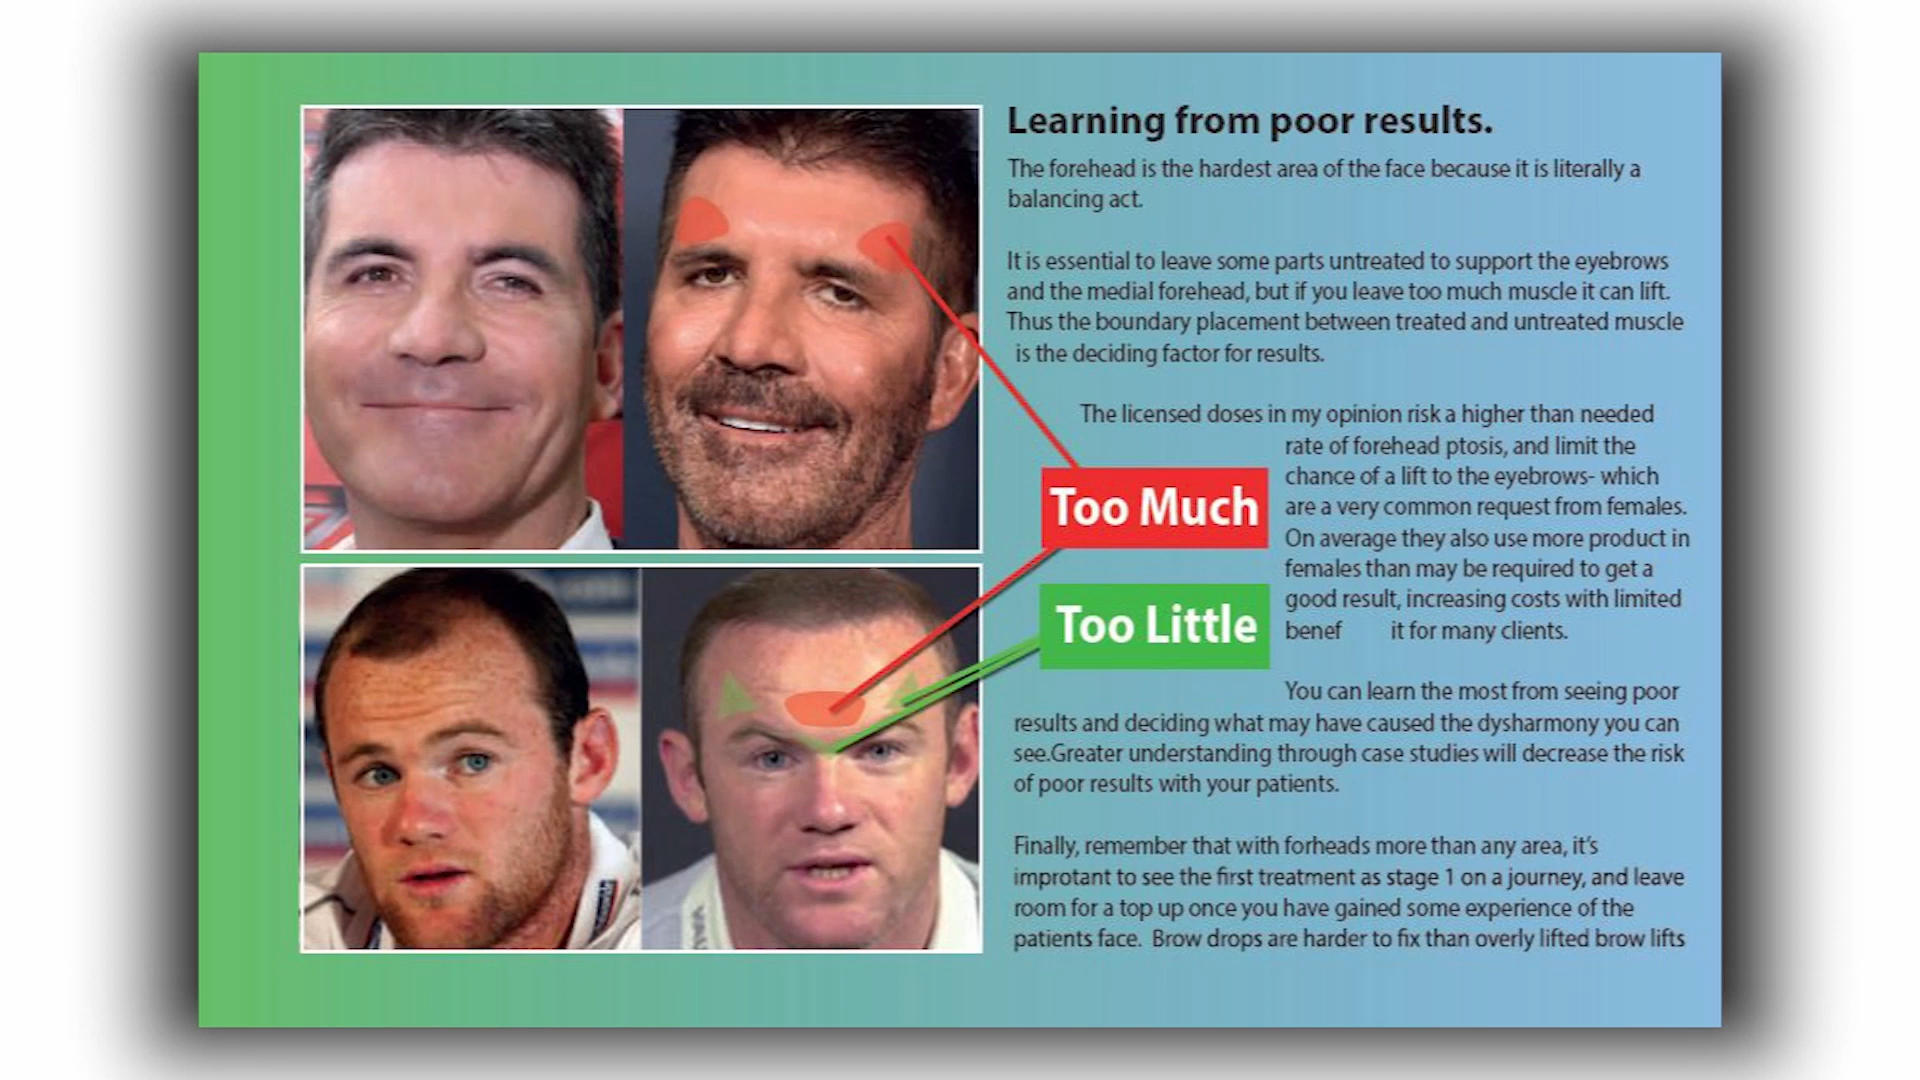 Learning from poor results.
The forehead is the hardest area of the face because it is literally a
balancing act.
It is essential to leave some parts untreated to support the eyebrows
and the medial forehead, but if you leave too much muscle it can lift.
Thus the boundary placement between treated and untreated muscle
is the deciding factor for results.
The licensed doses in my opinion risk a higher than needed
rate of forehead ptosis, and limit the
chance of a lift to the eyebrows- which
are a very common request from females.
On average they also use more product in
females than may be required to get a
good result, increasing costs with limited
benef it for many clients.
Too Much
Too Little
You can learn the most from seeing poor
results and deciding what may have caused the dysharmony you can
see.Greater understanding through case studies will decrease the risk
of poor results with your patients.
Finally, remember that with forheads more than any area, it's
improtant to see the first treatment as stage 1 on a journey, and leave
room for a top up once you have gained some experience of the
patients face. Brow drops are harder to fix than overly lifted brow lifts